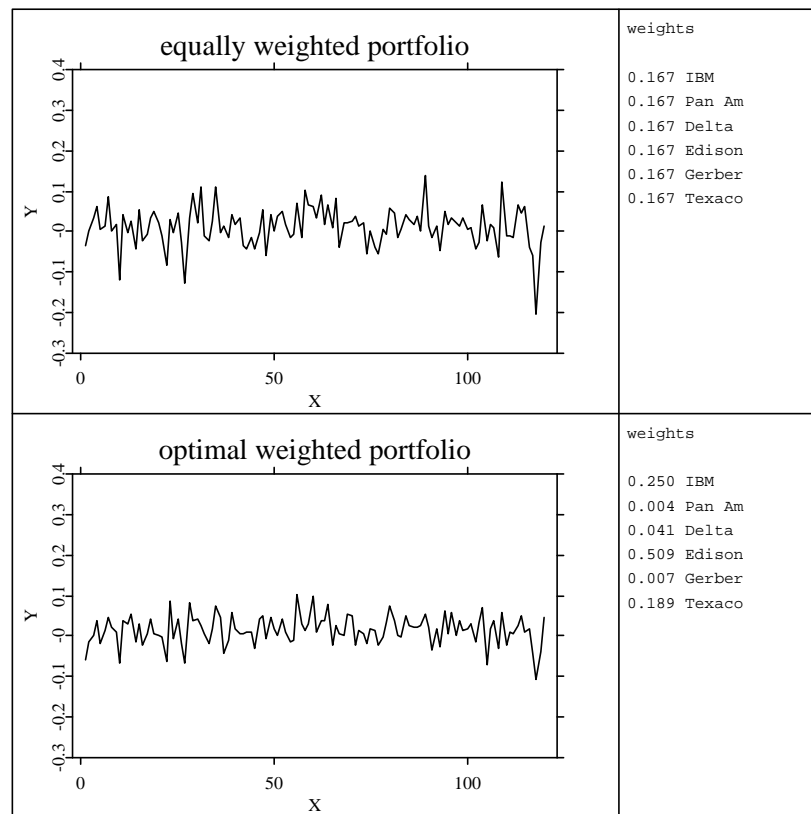 equally weighted portfolio
0.4
0.3
0.2
0.1
-0
-0.1
-0.2
-0.3
Y
0 50 100
X
weights
0.167 IBM
0.167 Pan Am
0.167 Delta
0.167 Edison
0.167 Gerber
0.167 Texaco
optimal weighted portfolio
0.4
0.3
0.2
0.1
-0
-0.1
-0.2
-0.3
Y
0 50 100
X
weights
0.250 IBM
0.004 Pan Am
0.041 Delta
0.509 Edison
0.007 Gerber
0.189 Texaco